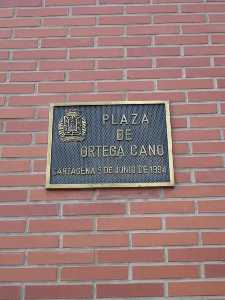 PLAZA
DE
ORTEGA CANO
CARTAGENA 5 DE JUNIO DE 1994